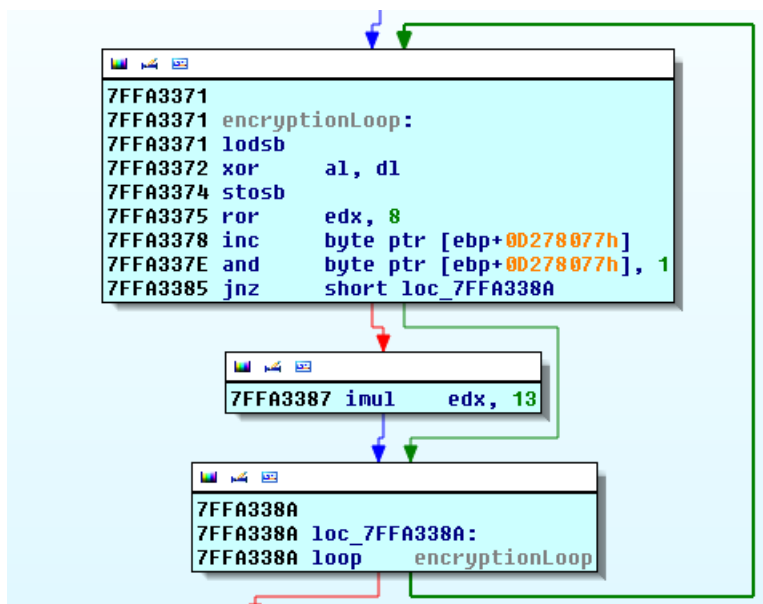 7FFA3371
7FFA3371 encryptionLoop:
7FFA3371 lodsb
7FFA3372 xor al, dl
7FFA3374 stosb
7FFA3375 ror edx, 8
7FFA3378 inc byte ptr [ebp+0D278077h]
7FFA337E and byte ptr [ebp+0D278077h], 1
7FFA3385 jnz short loc_7FFA338A
7FFA3387 imul edx, 13
7FFA338A
7FFA338A loc_7FFA338A:
7FFA338A loop encryptionLoop